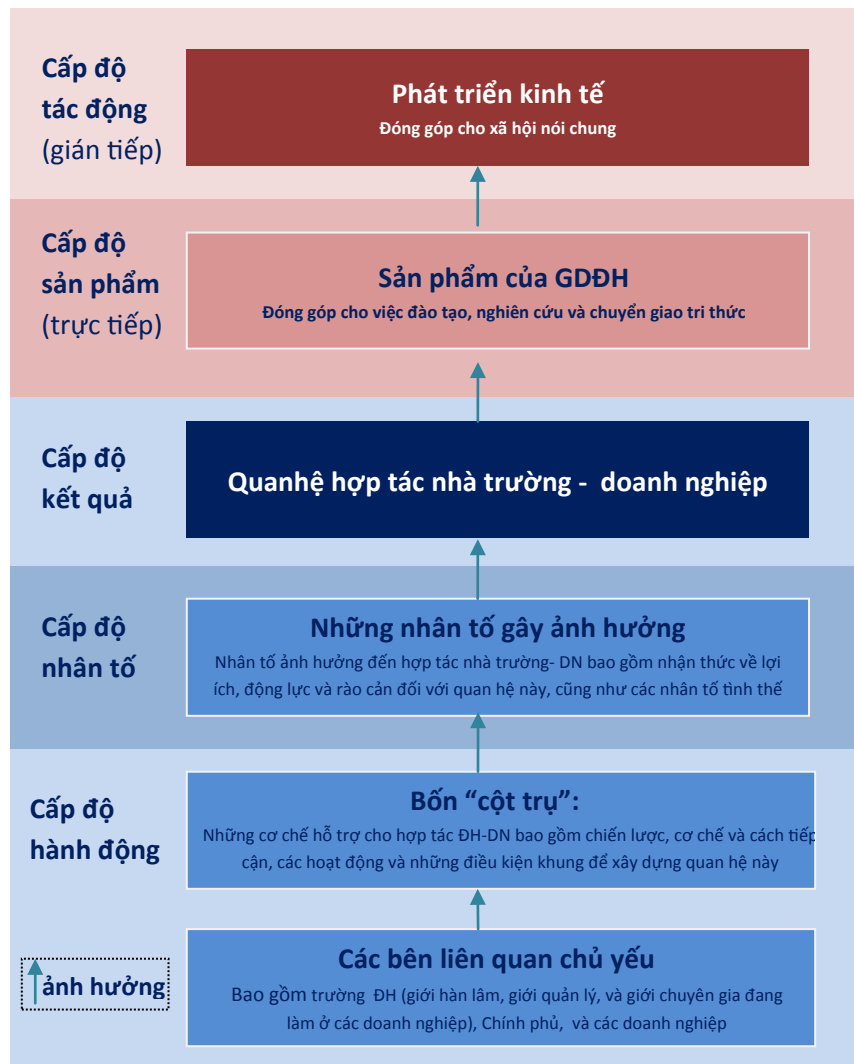 Cấp độ
tác động
(gián tiếp)
Phát triển kinh tế
Đóng góp cho xã hội nói chung
Cấp độ
sản phẩm
(trực tiếp)
Sản phẩm của GDĐH
Đóng góp cho việc đào tạo, nghiên cứu và chuyển giao tri thức
Cấp độ
kết quả
Quanhệ hợp tác nhà trường - doanh nghiệp
Cấp độ
nhân tố
Những nhân tố gây ảnh hưởng
Nhân tố ảnh hưởng đến hợp tác nhà trường- DN bao gồm nhận thức về lợi
ích, động lực và rào cản đối với quan hệ này, cũng như các nhân tố tình thế
Cấp độ
hành động
Bốn “cột trụ”:
Những cơ chế hỗ trợ cho hợp tác ĐH-DN bao gồm chiến lược, cơ chế và cách tiếp
cận, các hoạt động và những điều kiện khung để xây dựng quan hệ này
ảnh hưởng
Các bên liên quan chủ yếu
Bao gồm trường ĐH (giới hàn lâm, giới quản lý, và giới chuyên gia đang
làm ở các doanh nghiệp), Chính phủ, và các doanh nghiệp